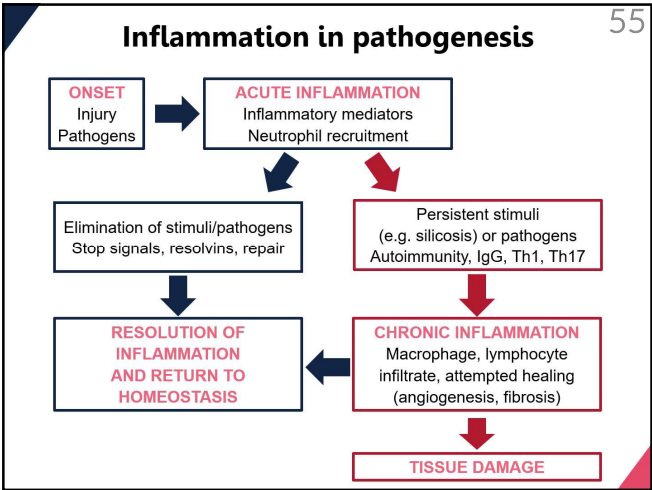 55
Inflammation in pathogenesis
ONSET
Injury
Pathogens
ACUTE INFLAMMATION
Inflammatory mediators
Neutrophil recruitment
Elimination of stimuli/pathogens
Stop signals, resolvins, repair
Persistent stimuli
(e.g. silicosis) or pathogens
Autoimmunity, IgG, Th1, Th17
RESOLUTION OF
INFLAMMATION
AND RETURN TO
HOMEOSTASIS
CHRONIC INFLAMMATION
Macrophage, lymphocyte
infiltrate, attempted healing
(angiogenesis, fibrosis)
TISSUE DAMAGE